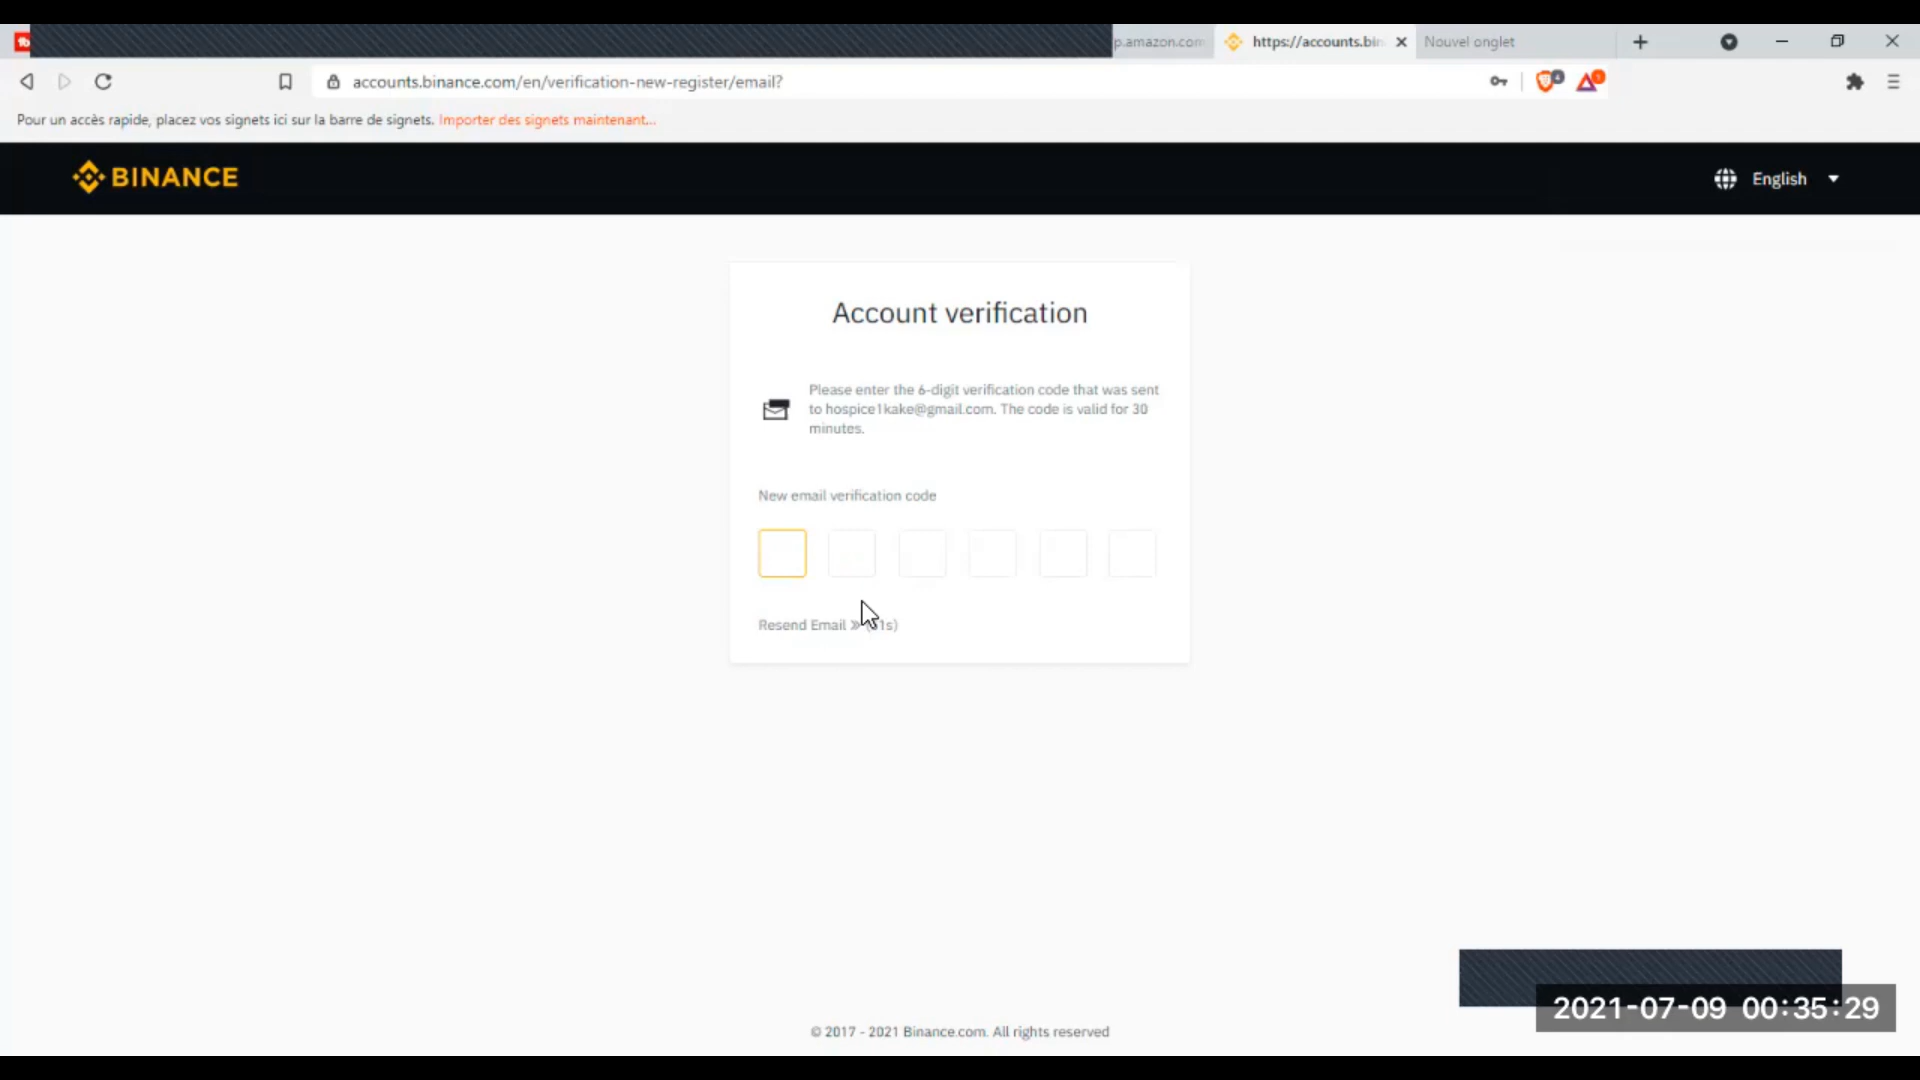 p.amazon.com
https://accounts.bin
Nouvel onglet
accounts.binance.com/en/verification-new-register/email?
Pour un accès rapide, placez vos signets ici sur la barre de signets. Importer des signets maintenant...
BINANCE
English
Account verification
Please enter the 6-digit verification code that was sent
to hospice1kake@gmail.com. The code is valid for 30
minutes.
New email verification code
Resend Email »
© 2017 - 2021 Binance.com. All rights reserved
2021-07-09 00:35:29